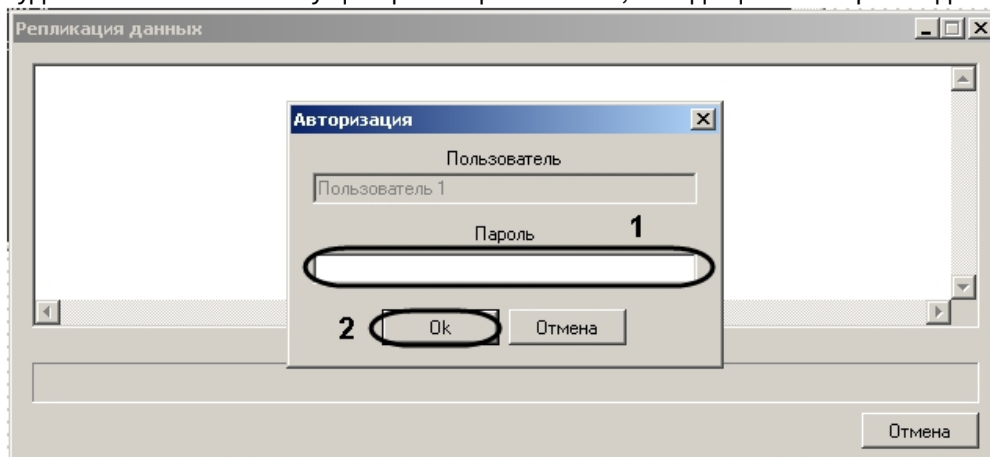 Репликация данных
Авторизация
Пользователь
Пользователь 1
Пароль
1
2
Ok
Отмена
Отмена